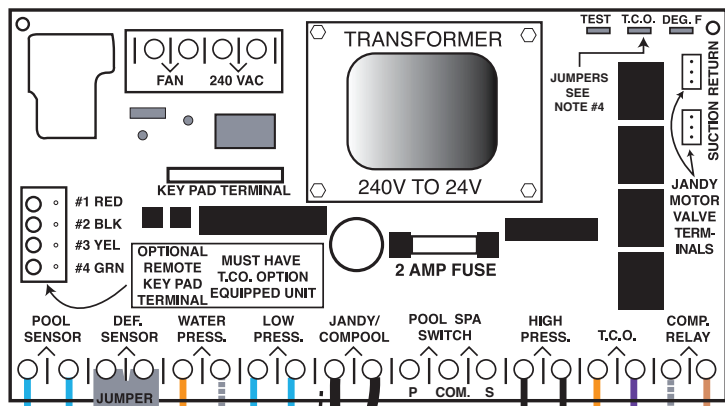 TEST T.C.O. DEG. F
TRANSFORMER
FAN 240 VAC
JUMPERS
SEE
NOTE #4
SUCTION RETURN
KEY PAD TERMINAL
240V TO 24V
#1 RED
#2 BLK
#3 YEL
#4 GRN
JANDY
MOTOR
VALVE
TERM-
INALS
OPTIONAL
REMOTE
KEY PAD
TERMINAL
MUST HAVE
T.C.O. OPTION
EQUIPPED UNIT
2 AMP FUSE
POOL
SENSOR
DEF.
SENSOR
WATER
PRESS.
LOW
PRESS.
JANDY/
COMPOOL
POOL SPA
SWITCH
HIGH
PRESS.
T.C.O.
COMP.
RELAY
JUMPER
P COM. S